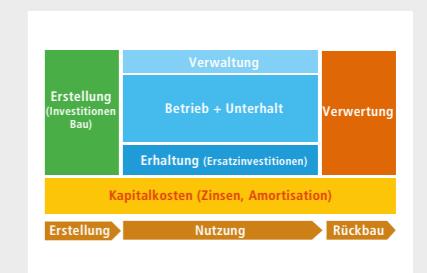 Verwaltung
Erstellung
(Investitionen
Bau)
Betrieb + Unterhalt
Verwertung
Erhaltung (Ersatzinvestitionen)
Kapitalkosten (Zinsen, Amortisation)
Erstellung
Nutzung
Rückbau